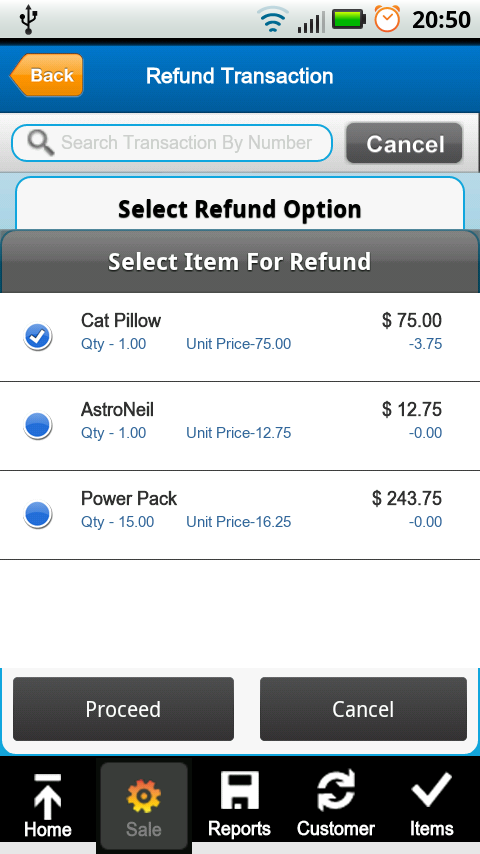 20:50
Back
Refund Transaction
Search Transaction By Number
Cancel
Select Refund Option
Select Item For Refund
Cat Pillow $ 75.00
Qty - 1.00 Unit Price-75.00 -3.75
AstroNeil $ 12.75
Qty - 1.00 Unit Price-12.75 -0.00
Power Pack $ 243.75
Qty - 15.00 Unit Price-16.25 -0.00
Proceed Cancel
Home Sale Reports Customer Items